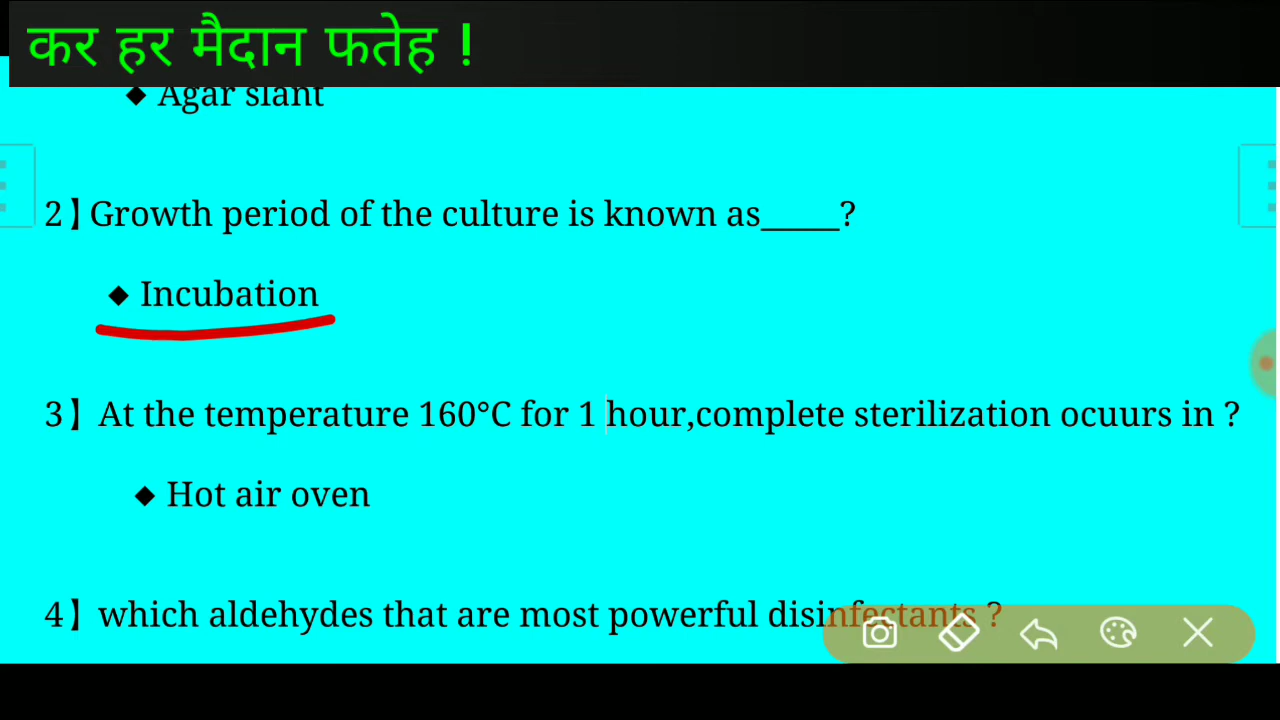 कर हर मैदान फतेह !
◆ Agar slant
2】Growth period of the culture is known as_____?
◆ Incubation
3】At the temperature 160°C for 1 hour,complete sterilization ocuurs in ?
◆ Hot air oven
4】which aldehydes that are most powerful disinfectants ?